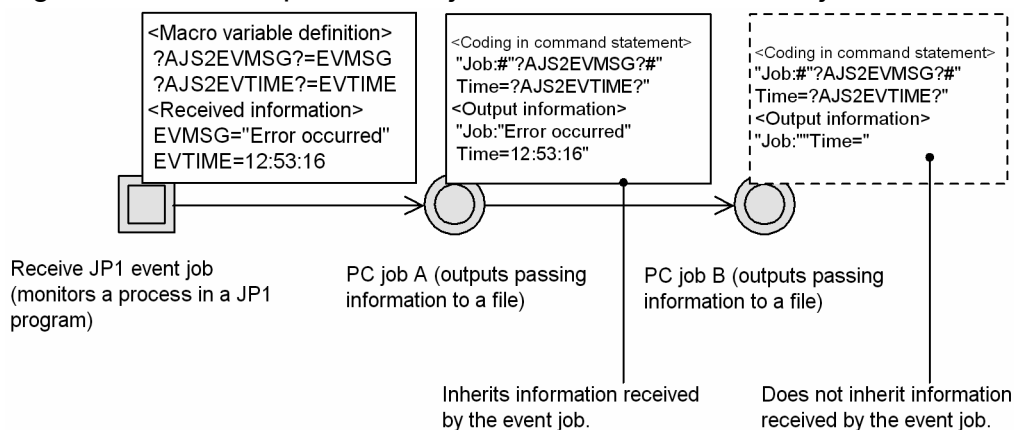 <Macro variable definition>
?AJS2EVMSG?=EVMSG
?AJS2EVTIME?=EVTIME
<Received information>
EVMSG="Error occurred"
EVTIME=12:53:16
<Coding in command statement>
"Job:#"?AJS2EVMSG?#"
Time=?AJS2EVTIME?"
<Output information>
"Job:"Error occurred"
Time=12:53:16"
<Coding in command statement>
"Job:#"?AJS2EVMSG?#"
Time=?AJS2EVTIME?"
<Output information>
"Job:""Time="
Receive JP1 event job
(monitors a process in a JP1
program)
PC job A (outputs passing
information to a file)
PC job B (outputs passing
information to a file)
Inherits information received
by the event job.
Does not inherit information
received by the event job.